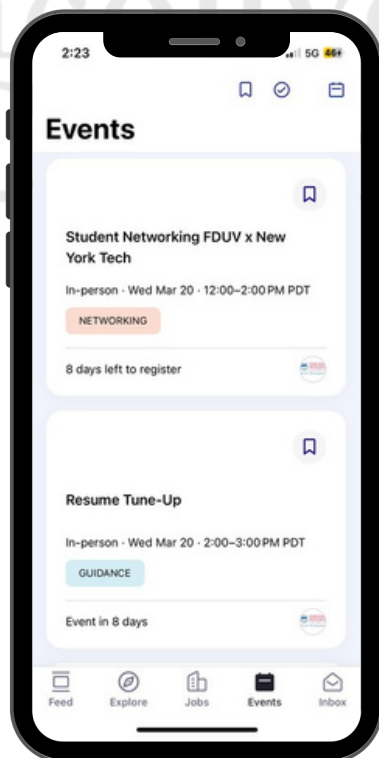 2:23
5G 46
Events
Student Networking FDUV x New
York Tech
In-person · Wed Mar 20 · 12:00–2:00 PM PDT
NETWORKING
8 days left to register
Resume Tune-Up
In-person · Wed Mar 20 · 2:00–3:00 PM PDT
GUIDANCE
Event in 8 days
Feed Explore Jobs Events Inbox